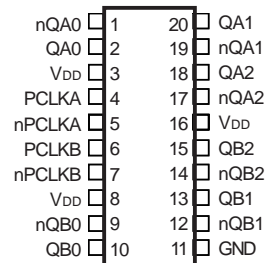 nQA0 1 20 QA1
QA0 2 19 nQA1
VDD 3 18 QA2
PCLKA 4 17 nQA2
nPCLKA 5 16 VDD
PCLKB 6 15 QB2
nPCLKB 7 14 nQB2
VDD 8 13 QB1
nQB0 9 12 nQB1
QB0 10 11 GND